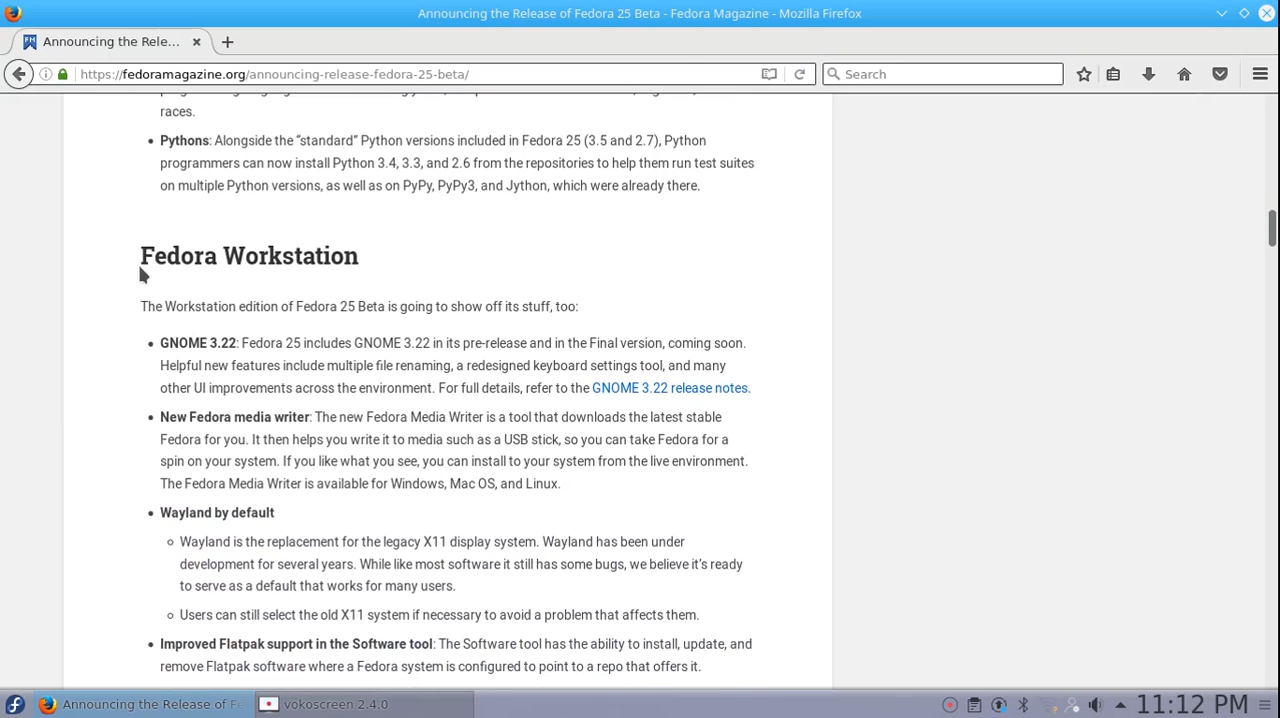 Announcing the Release of Fedora 25 Beta - Fedora Magazine - Mozilla Firefox
Announcing the Rele...
https://fedoramagazine.org/announcing-release-fedora-25-beta/
Search
races.
Pythons: Alongside the “standard” Python versions included in Fedora 25 (3.5 and 2.7), Python
programmers can now install Python 3.4, 3.3, and 2.6 from the repositories to help them run test suites
on multiple Python versions, as well as on PyPy, PyPy3, and Jython, which were already there.
Fedora Workstation
The Workstation edition of Fedora 25 Beta is going to show off its stuff, too:
GNOME 3.22: Fedora 25 includes GNOME 3.22 in its pre-release and in the Final version, coming soon.
Helpful new features include multiple file renaming, a redesigned keyboard settings tool, and many
other UI improvements across the environment. For full details, refer to the GNOME 3.22 release notes.
New Fedora media writer: The new Fedora Media Writer is a tool that downloads the latest stable
Fedora for you. It then helps you write it to media such as a USB stick, so you can take Fedora for a
spin on your system. If you like what you see, you can install to your system from the live environment.
The Fedora Media Writer is available for Windows, Mac OS, and Linux.
Wayland by default
Wayland is the replacement for the legacy X11 display system. Wayland has been under
development for several years. While like most software it still has some bugs, we believe it’s ready
to serve as a default that works for many users.
Users can still select the old X11 system if necessary to avoid a problem that affects them.
Improved Flatpak support in the Software tool: The Software tool has the ability to install, update, and
remove Flatpak software where a Fedora system is configured to point to a repo that offers it.
Announcing the Release of Fe
vokoscreen 2.4.0
11:12 PM